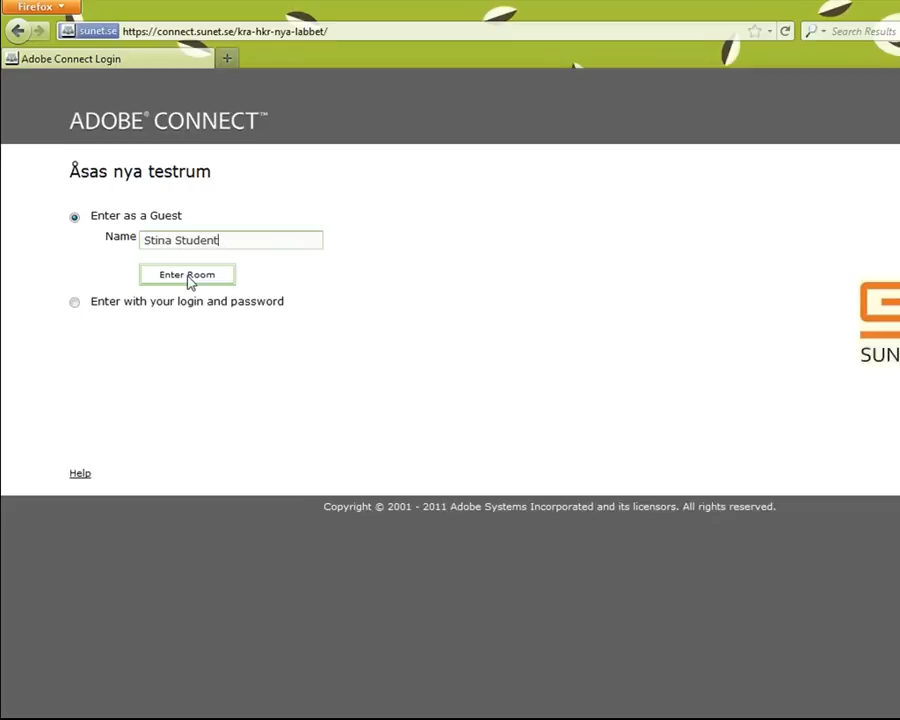 Firefox
sunet.se https://connect.sunet.se/kra-hkr-nya-labbet/
Search Results
Adobe Connect Login
ADOBE® CONNECT™
Åsas nya testrum
Enter as a Guest
Name Stina Student
Enter Room
Enter with your login and password
SUN
Help
Copyright © 2001 - 2011 Adobe Systems Incorporated and its licensors. All rights reserved.